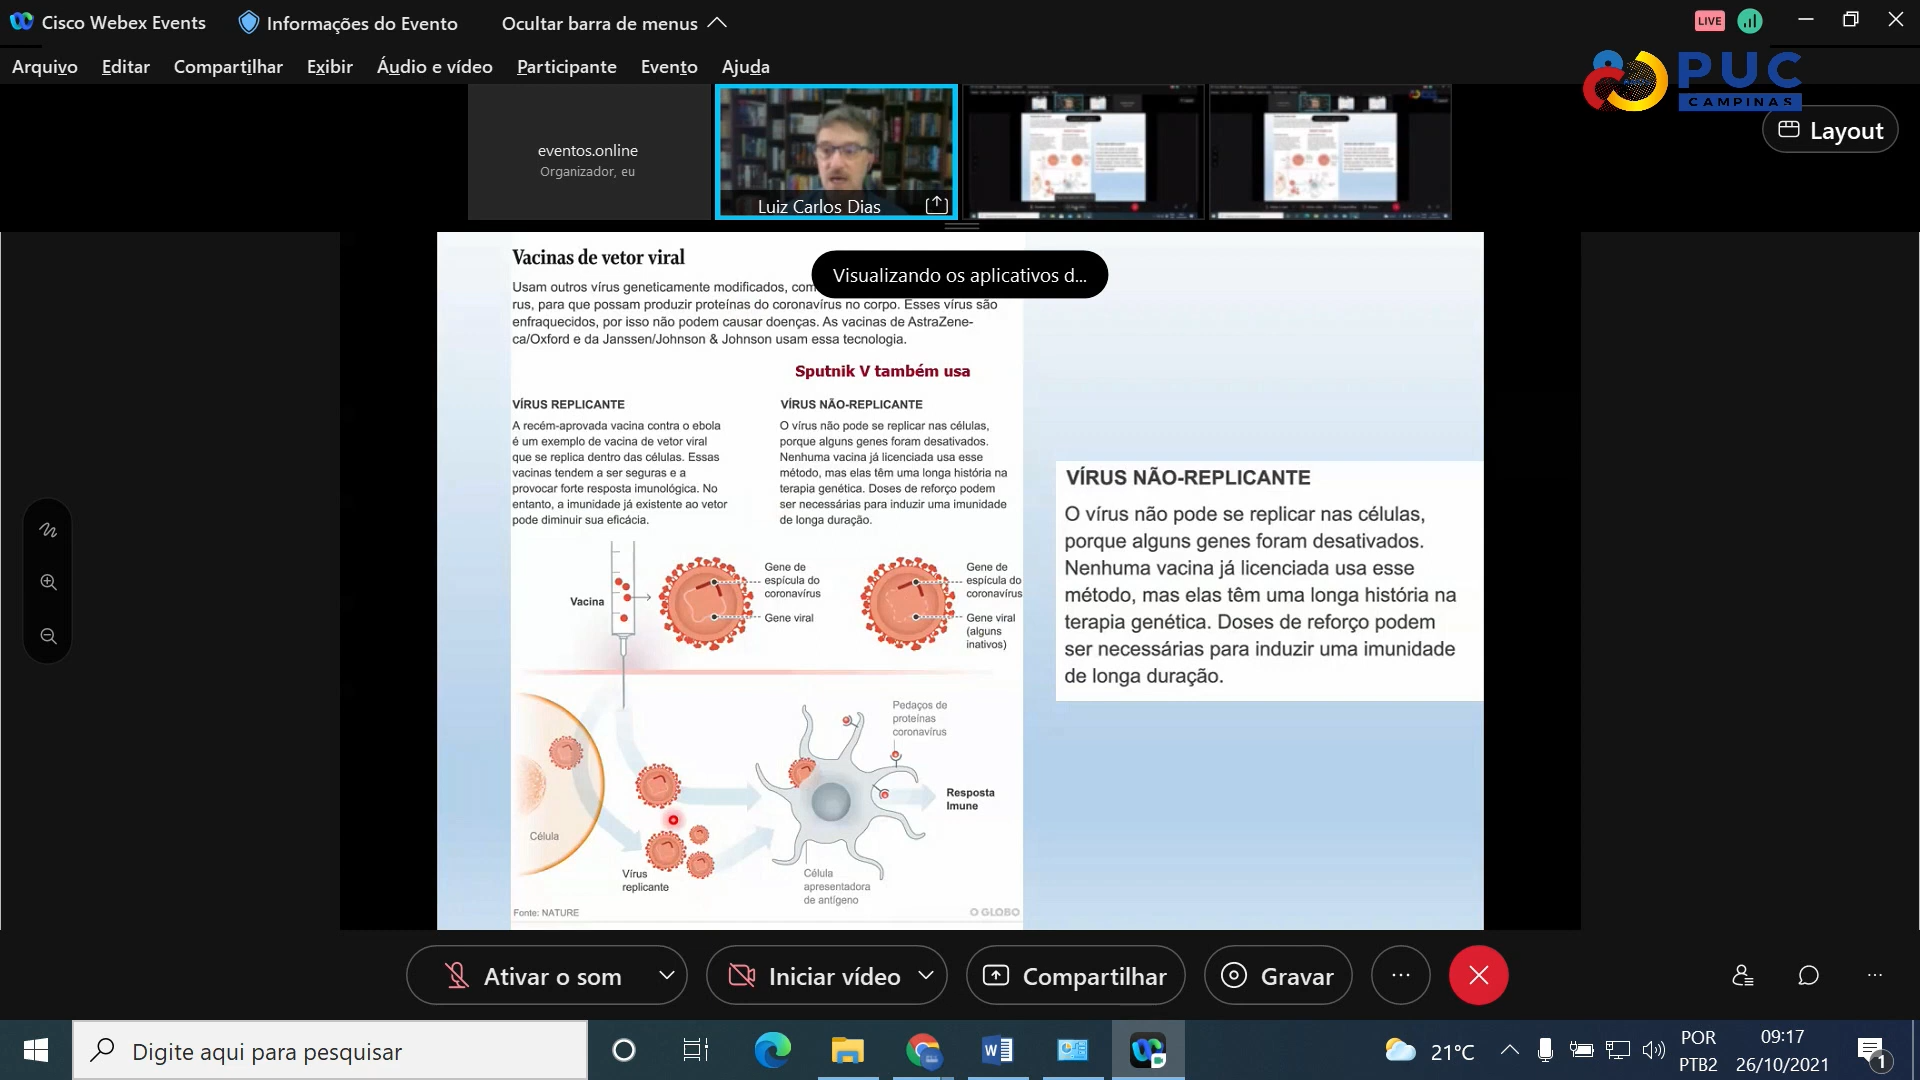 Cisco Webex Events
Informações do Evento
Ocultar barra de menus
LIVE
Arquivo Editar Compartilhar Exibir Áudio e vídeo Participante Evento Ajuda
PUC
CAMPINAS
Layout
eventos.online
Organizador, eu
Luiz Carlos Dias
Visualizando os aplicativos d...
Vacinas de vetor viral
Usam outros vírus geneticamente modificados, com
rus, para que possam produzir proteínas do coronavírus no corpo. Esses vírus são
enfraquecidos, por isso não podem causar doenças. As vacinas de AstraZene-
ca/Oxford e da Janssen/Johnson & Johnson usam essa tecnologia.
Sputnik V também usa
VÍRUS REPLICANTE
A recém-aprovada vacina contra o ebola
é um exemplo de vacina de vetor viral
que se replica dentro das células. Essas
vacinas tendem a ser seguras e a
provocar forte resposta imunológica. No
entanto, a imunidade já existente ao vetor
pode diminuir sua eficácia.
VÍRUS NÃO-REPLICANTE
O vírus não pode se replicar nas células,
porque alguns genes foram desativados.
Nenhuma vacina já licenciada usa esse
método, mas elas têm uma longa história na
terapia genética. Doses de reforço podem
ser necessárias para induzir uma imunidade
de longa duração.
Vacina
Gene de
espícula do
coronavírus
Gene viral
Gene de
espícula do
coronavírus
Gene viral
(alguns
inativos)
Célula
Vírus
replicante
Pedaços de
proteínas
coronavírus
Resposta
Imune
Célula
apresentadora
de antígeno
Fonte: NATURE
O GLOBO
VÍRUS NÃO-REPLICANTE
O vírus não pode se replicar nas células,
porque alguns genes foram desativados.
Nenhuma vacina já licenciada usa esse
método, mas elas têm uma longa história na
terapia genética. Doses de reforço podem
ser necessárias para induzir uma imunidade
de longa duração.
Ativar o som
Iniciar vídeo
Compartilhar
Gravar
Digite aqui para pesquisar
21°C
POR
PTB2
09:17
26/10/2021
1